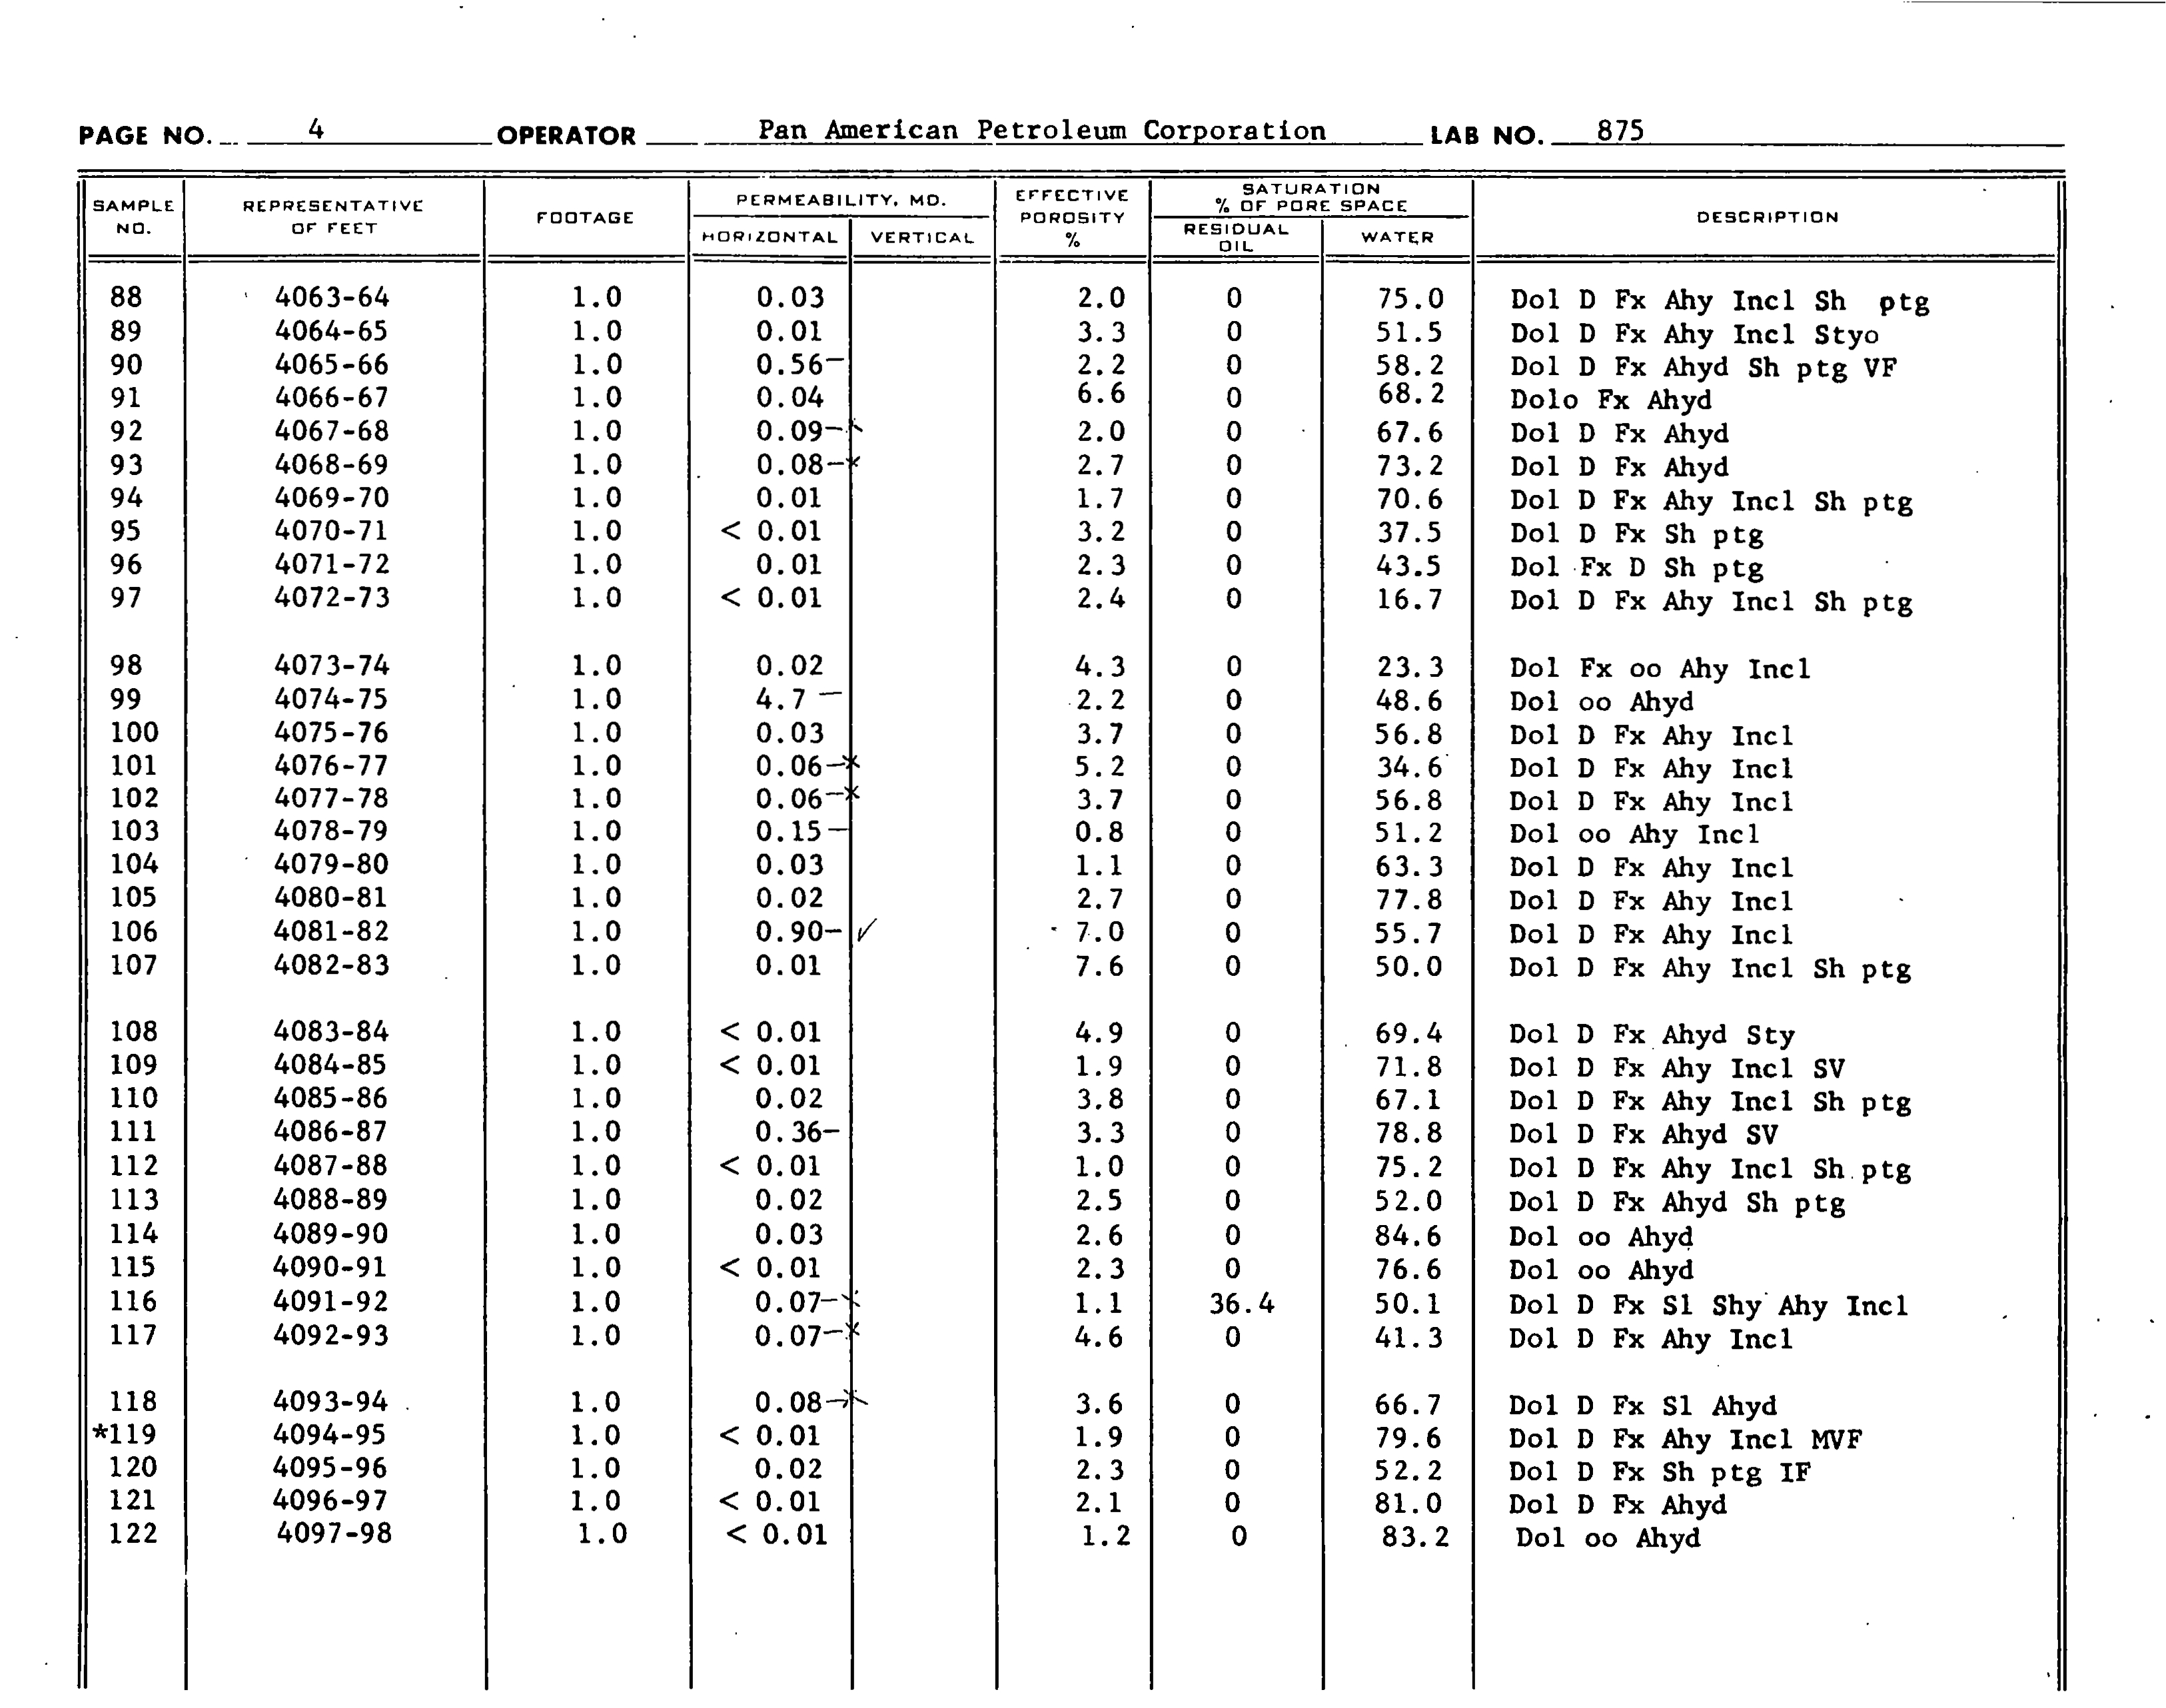 PAGE NO. 4 OPERATOR Pan American Petroleum Corporation LAB NO. 875
SAMPLE NO. REPRESENTATIVE OF FEET FOOTAGE PERMEABILITY, MD. HORIZONTAL VERTICAL EFFECTIVE POROSITY % SATURATION % OF PORE SPACE RESIDUAL OIL WATER DESCRIPTION
88 4063-64 1.0 0.03 2.0 0 75.0 Dol D Fx Ahy Incl Sh ptg
89 4064-65 1.0 0.01 3.3 0 51.5 Dol D Fx Ahy Incl Styo
90 4065-66 1.0 0.56- 2.2 0 58.2 Dol D Fx Ahyd Sh ptg VF
91 4066-67 1.0 0.04 6.6 0 68.2 Dolo Fx Ahyd
92 4067-68 1.0 0.09-x 2.0 0 67.6 Dol D Fx Ahyd
93 4068-69 1.0 0.08-x 2.7 0 73.2 Dol D Fx Ahyd
94 4069-70 1.0 0.01 1.7 0 70.6 Dol D Fx Ahy Incl Sh ptg
95 4070-71 1.0 < 0.01 3.2 0 37.5 Dol D Fx Sh ptg
96 4071-72 1.0 0.01 2.3 0 43.5 Dol Fx D Sh ptg
97 4072-73 1.0 < 0.01 2.4 0 16.7 Dol D Fx Ahy Incl Sh ptg
98 4073-74 1.0 0.02 4.3 0 23.3 Dol Fx oo Ahy Incl
99 4074-75 1.0 4.7 - 2.2 0 48.6 Dol oo Ahyd
100 4075-76 1.0 0.03 3.7 0 56.8 Dol D Fx Ahy Incl
101 4076-77 1.0 0.06-x 5.2 0 34.6 Dol D Fx Ahy Incl
102 4077-78 1.0 0.06-x 3.7 0 56.8 Dol D Fx Ahy Incl
103 4078-79 1.0 0.15- 0.8 0 51.2 Dol oo Ahy Incl
104 4079-80 1.0 0.03 1.1 0 63.3 Dol D Fx Ahy Incl
105 4080-81 1.0 0.02 2.7 0 77.8 Dol D Fx Ahy Incl
106 4081-82 1.0 0.90- ✓ 7.0 0 55.7 Dol D Fx Ahy Incl
107 4082-83 1.0 0.01 7.6 0 50.0 Dol D Fx Ahy Incl Sh ptg
108 4083-84 1.0 < 0.01 4.9 0 69.4 Dol D Fx Ahyd Sty
109 4084-85 1.0 < 0.01 1.9 0 71.8 Dol D Fx Ahy Incl SV
110 4085-86 1.0 0.02 3.8 0 67.1 Dol D Fx Ahy Incl Sh ptg
111 4086-87 1.0 0.36- 3.3 0 78.8 Dol D Fx Ahyd SV
112 4087-88 1.0 < 0.01 1.0 0 75.2 Dol D Fx Ahy Incl Sh ptg
113 4088-89 1.0 0.02 2.5 0 52.0 Dol D Fx Ahyd Sh ptg
114 4089-90 1.0 0.03 2.6 0 84.6 Dol oo Ahyd
115 4090-91 1.0 < 0.01 2.3 0 76.6 Dol oo Ahyd
116 4091-92 1.0 0.07-x 1.1 36.4 50.1 Dol D Fx Sl Shy Ahy Incl
117 4092-93 1.0 0.07-x 4.6 0 41.3 Dol D Fx Ahy Incl
118 4093-94 1.0 0.08-x 3.6 0 66.7 Dol D Fx Sl Ahyd
*119 4094-95 1.0 < 0.01 1.9 0 79.6 Dol D Fx Ahy Incl MVF
120 4095-96 1.0 0.02 2.3 0 52.2 Dol D Fx Sh ptg IF
121 4096-97 1.0 < 0.01 2.1 0 81.0 Dol D Fx Ahyd
122 4097-98 1.0 < 0.01 1.2 0 83.2 Dol oo Ahyd